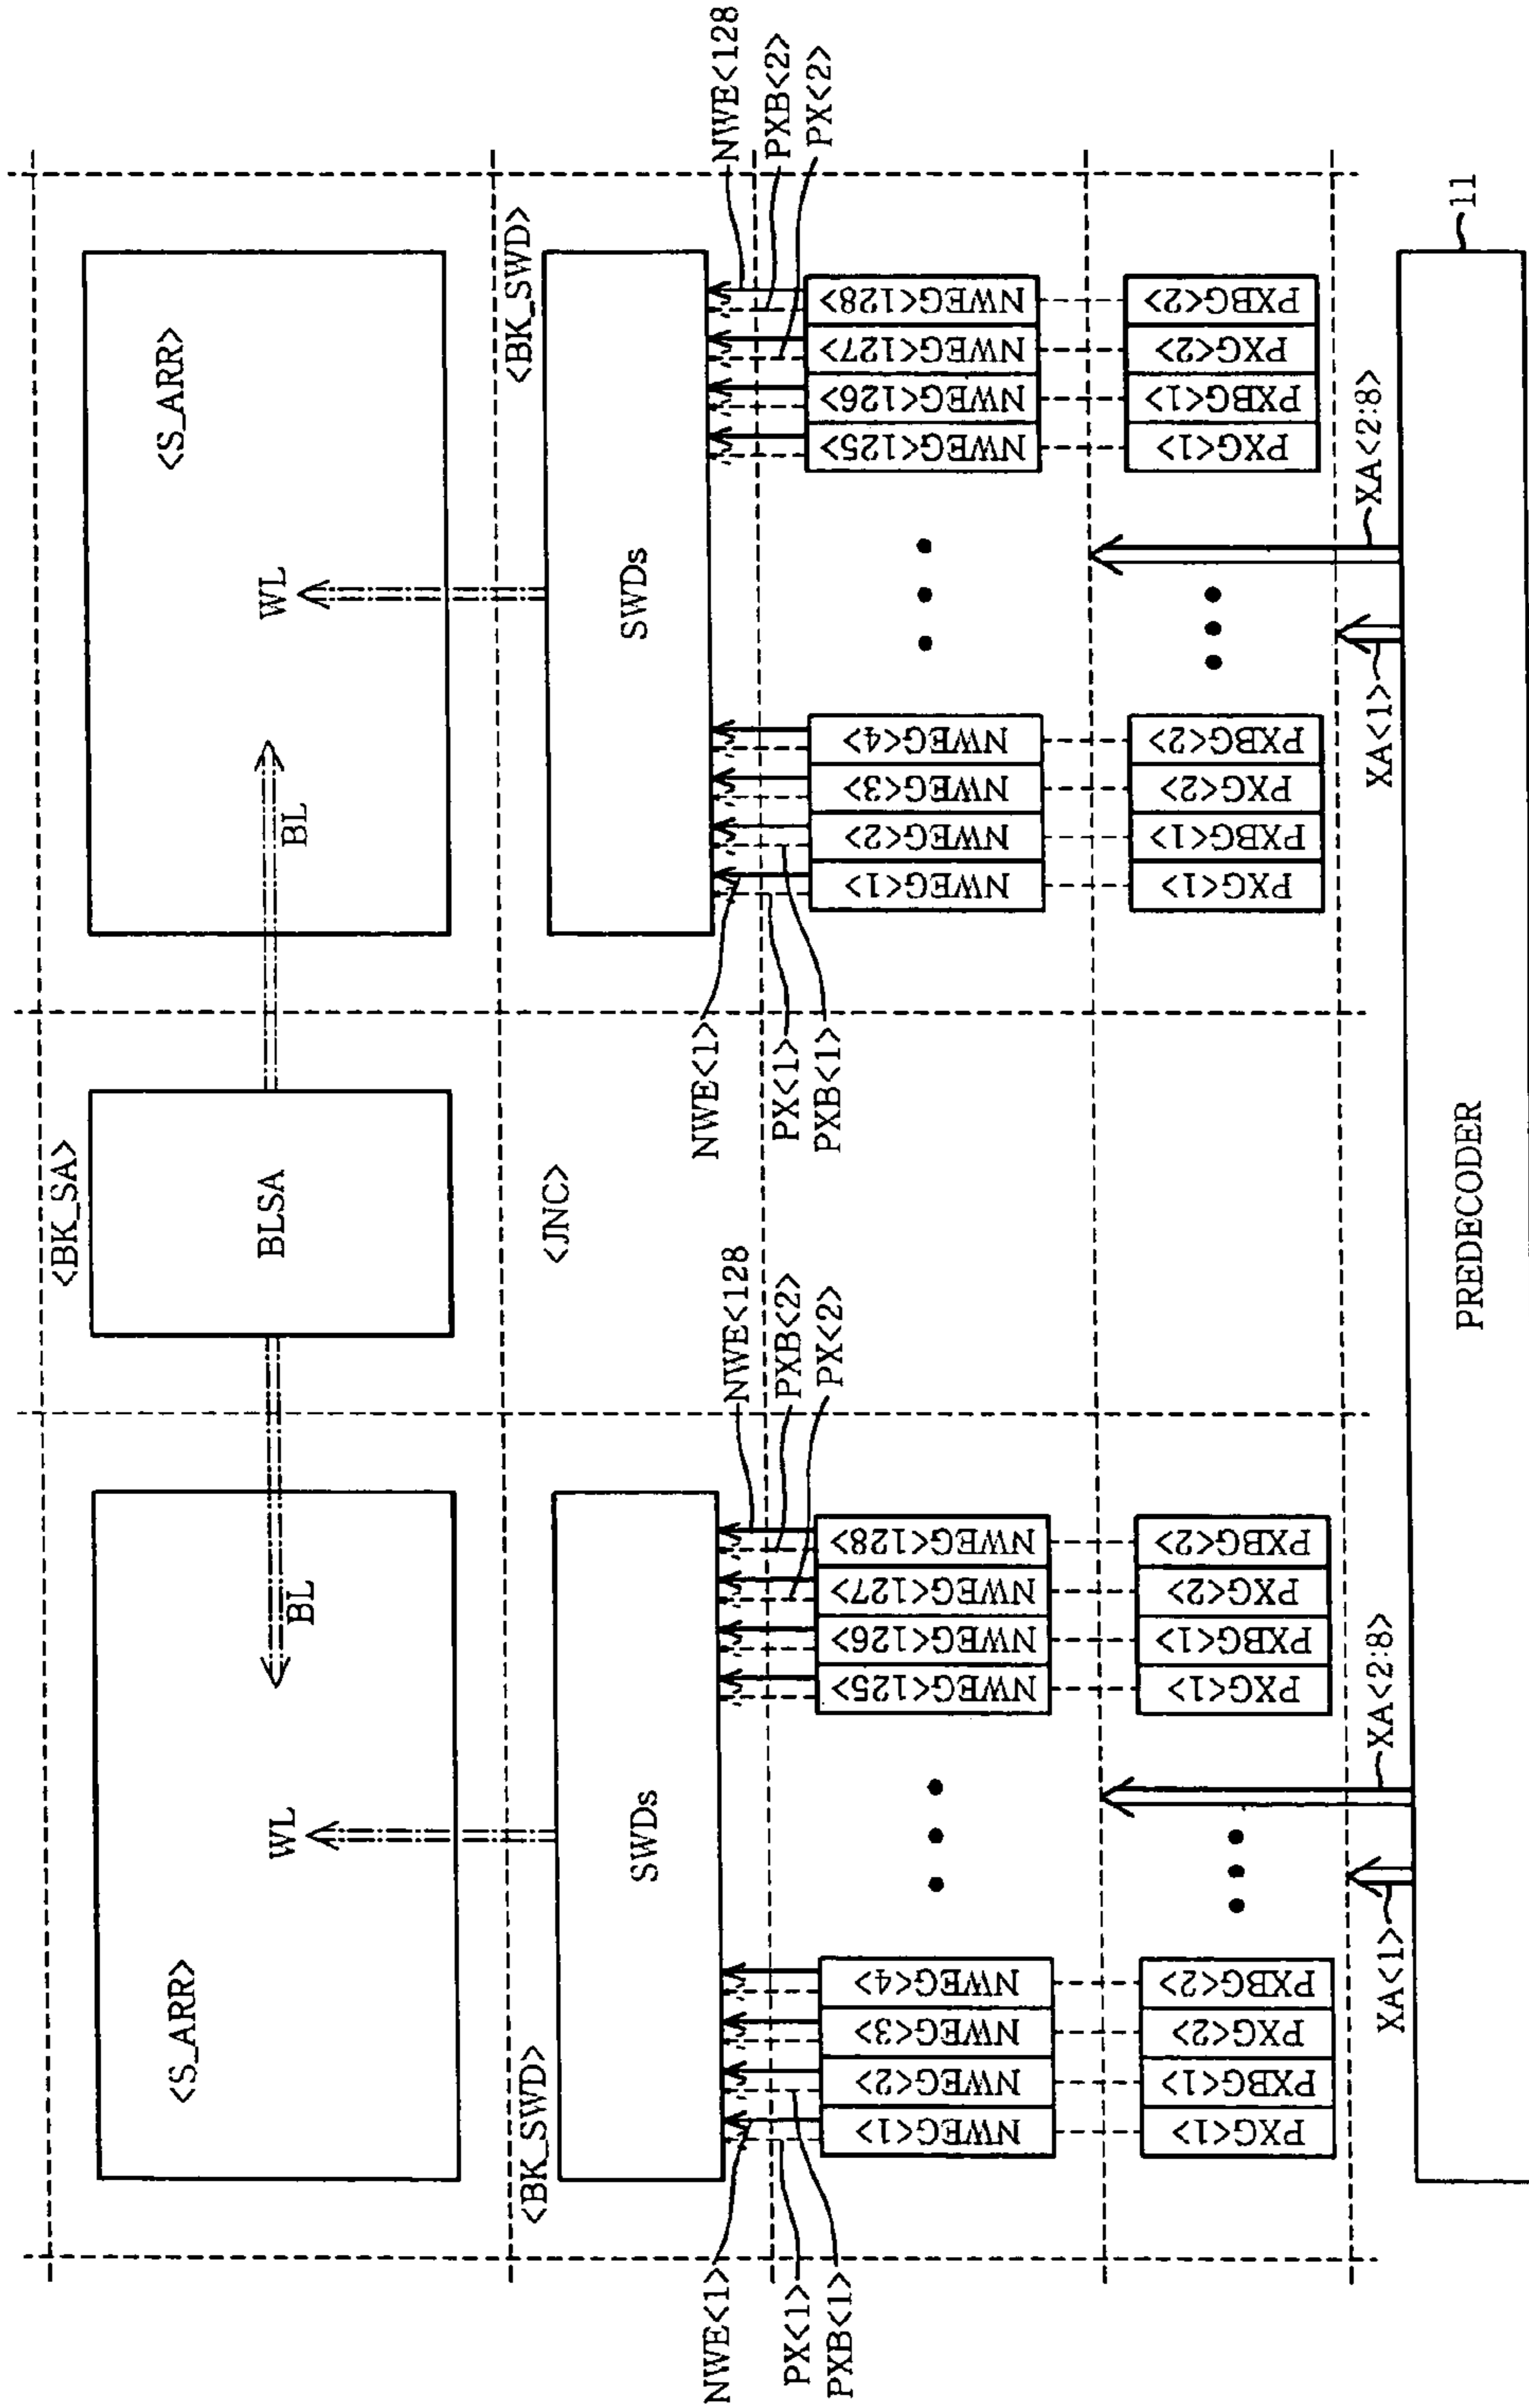 <BK_SA>
<S_ARR>
BL
WL
BLSA
BL
<S_ARR>
WL
<BK_SWD>
SWDs
<JNC>
<BK_SWD>
SWDs
NWE<1>
PX<1>
PXB<1>
NWE<128
PXB<2>
PX<2>
NWE<1>
PX<1>
PXB<1>
NWE<128
PXB<2>
PX<2>
NWEG<1>
NWEG<2>
NWEG<3>
NWEG<4>
NWEG<125>
NWEG<126>
NWEG<127>
NWEG<128>
NWEG<1>
NWEG<2>
NWEG<3>
NWEG<4>
NWEG<125>
NWEG<126>
NWEG<127>
NWEG<128>
PXG<1>
PXBG<1>
PXG<2>
PXBG<2>
PXG<1>
PXBG<1>
PXG<2>
PXBG<2>
PXG<1>
PXBG<1>
PXG<2>
PXBG<2>
PXG<1>
PXBG<1>
PXG<2>
PXBG<2>
XA<1>
XA<2:8>
XA<1>
XA<2:8>
PREDECODER
11